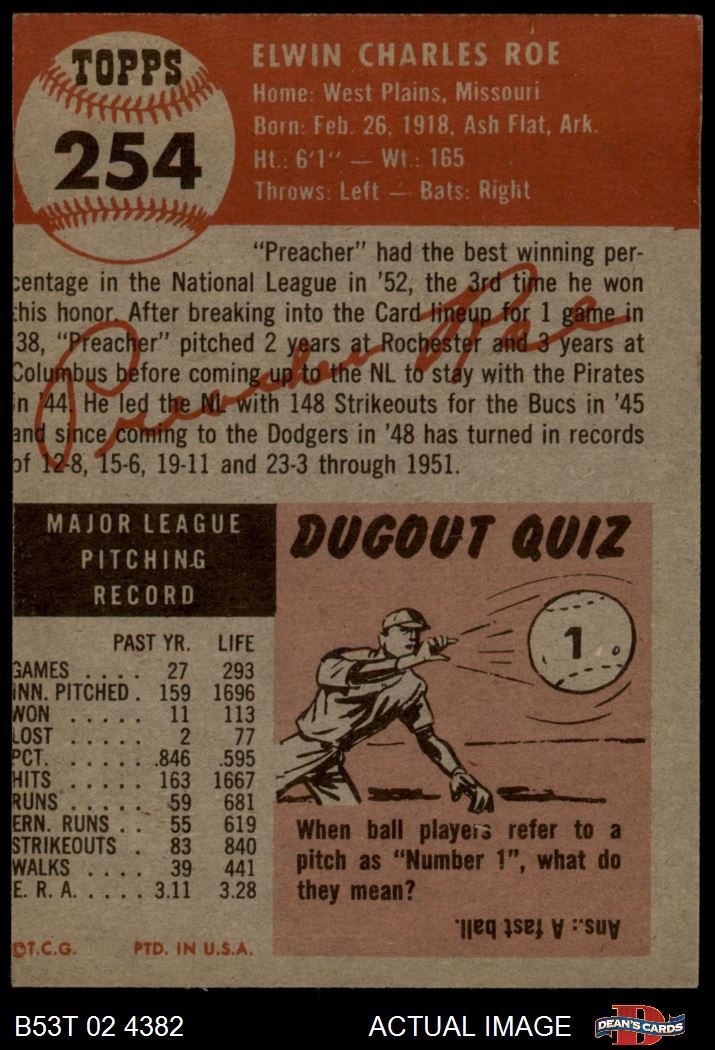 TOPPS
254
ELWIN CHARLES ROE
Home: West Plains, Missouri
Born: Feb. 26, 1918, Ash Flat, Ark.
Ht.: 6'1" — Wt.: 165
Throws: Left — Bats: Right
"Preacher" had the best winning per-
centage in the National League in '52, the 3rd time he won
this honor. After breaking into the Card lineup for 1 game in
'38, "Preacher" pitched 2 years at Rochester and 3 years at
Columbus before coming up to the NL to stay with the Pirates
in '44. He led the NL with 148 Strikeouts for the Bucs in '45
and since coming to the Dodgers in '48 has turned in records
of 12-8, 15-6, 19-11 and 23-3 through 1951.
Preacher Roe
MAJOR LEAGUE
PITCHING
RECORD
PAST YR. LIFE
GAMES . . . . 27 293
INN. PITCHED . 159 1696
WON . . . . . 11 113
LOST . . . . . 2 77
PCT. . . . . . .846 .595
HITS . . . . . 163 1667
RUNS . . . . . 59 681
ERN. RUNS . . 55 619
STRIKEOUTS . 83 840
WALKS . . . . 39 441
E. R. A. . . . . 3.11 3.28
©T.C.G. PTD. IN U.S.A.
DUGOUT QUIZ
1
When ball players refer to a
pitch as "Number 1", what do
they mean?
Ans.: A fast ball.
B53T 02 4382 ACTUAL IMAGE
D
DEAN'S CARDS